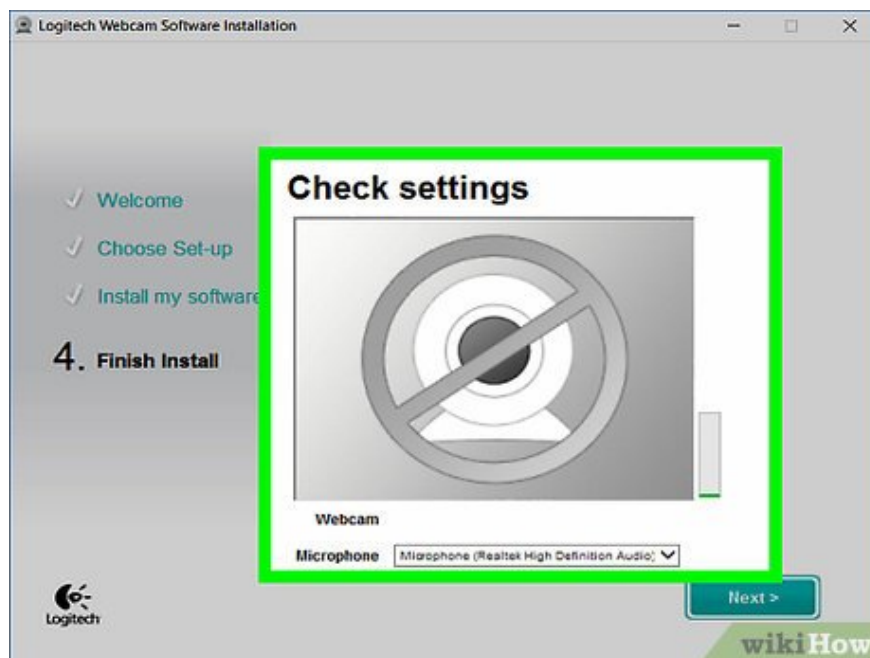 Logitech Webcam Software Installation
Welcome
Choose Set-up
Install my software
4. Finish Install
Check settings
Webcam
Microphone Microphone (Realtek High Definition Audio)
Logitech
Next >
wikiHow